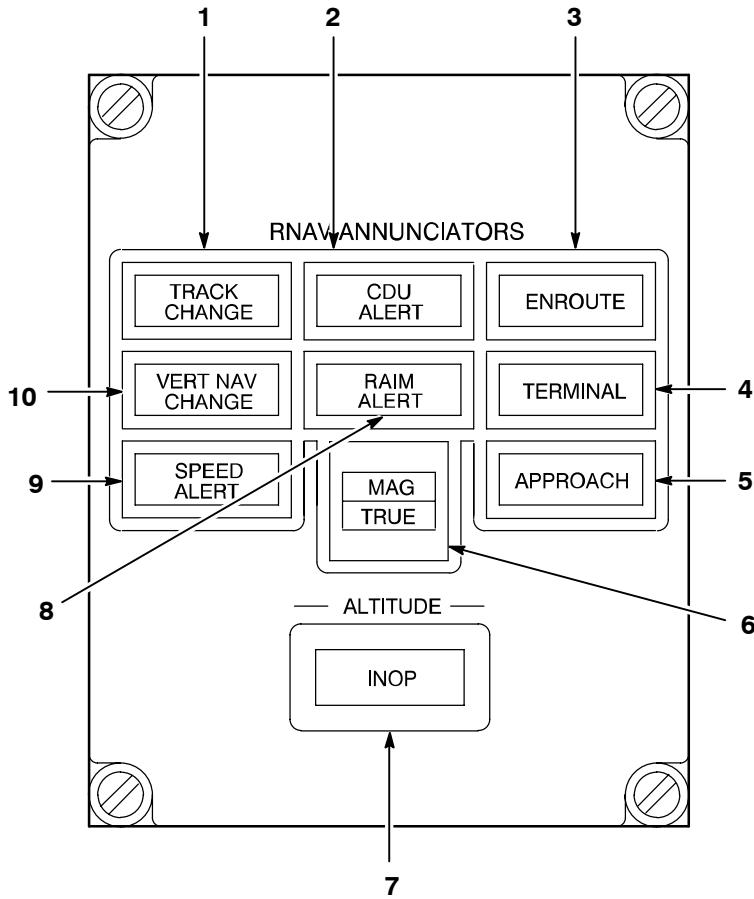 1
2
3
RNAV ANNUNCIATORS
TRACK
CHANGE
CDU
ALERT
ENROUTE
10
VERT NAV
CHANGE
RAIM
ALERT
TERMINAL
4
9
SPEED
ALERT
MAG
TRUE
APPROACH
5
8
6
ALTITUDE
INOP
7